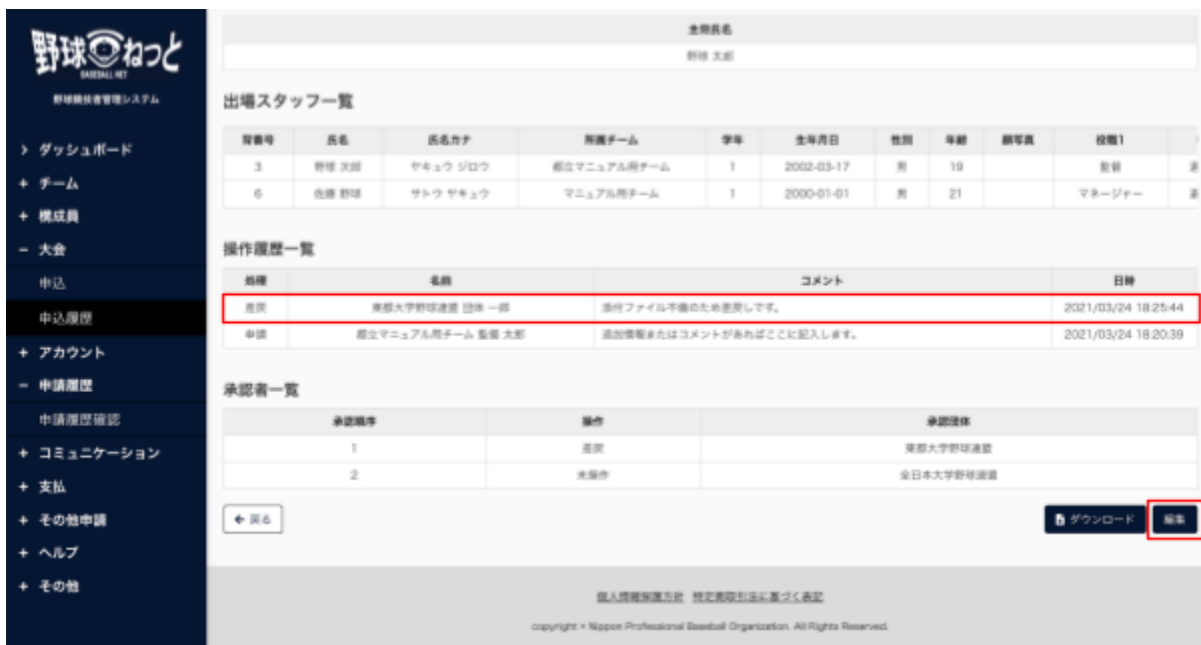 野球ねっと
BASEBALL NET
野球競技者管理システム
> ダッシュボード
+ チーム
+ 構成員
− 大会
申込
申込履歴
+ アカウント
− 申請履歴
申請履歴確認
+ コミュニケーション
+ 支払
+ その他申請
+ ヘルプ
+ その他
主将氏名
野球 太郎
出場スタッフ一覧
背番号 氏名 氏名カナ 所属チーム 学年 生年月日 性別 年齢 顔写真 役職1
3 野球 次郎 ヤキュウ ジロウ 都立マニュアル用チーム 1 2002-03-17 男 19 監督
6 佐藤 野球 サトウ ヤキュウ マニュアル用チーム 1 2000-01-01 男 21 マネージャー
操作履歴一覧
処理 名前 コメント 日時
差戻 東都大学野球連盟 団体 一郎 添付ファイル不備のため差戻しです。 2021/03/24 18:25:44
申請 都立マニュアル用チーム 監督 太郎 追加情報またはコメントがあればここに記入します。 2021/03/24 18:20:39
承認者一覧
承認順序 操作 承認団体
1 差戻 東都大学野球連盟
2 未操作 全日本大学野球連盟
← 戻る ダウンロード 編集
個人情報保護方針 特定商取引法に基づく表記
copyright © Nippon Professional Baseball Organization. All Rights Reserved.